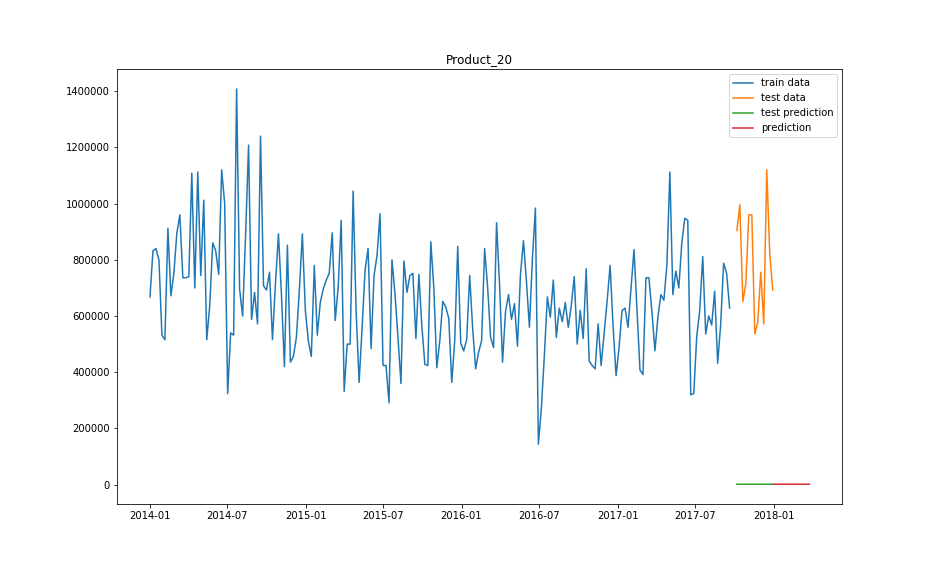 Product_20
train data
test data
test prediction
prediction
1400000
1200000
1000000
800000
600000
400000
200000
0
2014-01 2014-07 2015-01 2015-07 2016-01 2016-07 2017-01 2017-07 2018-01